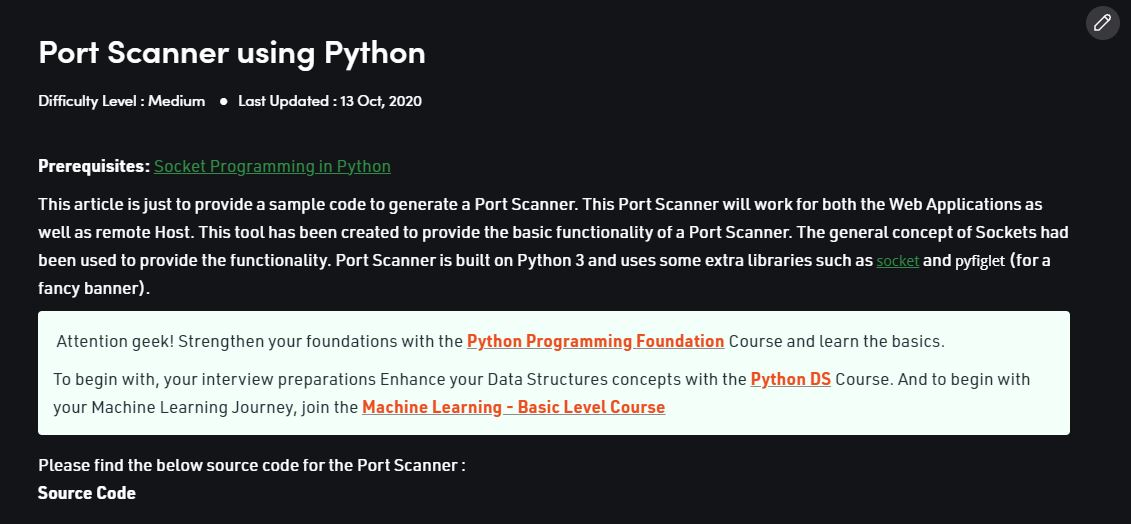 Port Scanner using Python
Difficulty Level : Medium ● Last Updated : 13 Oct, 2020
Prerequisites: Socket Programming in Python
This article is just to provide a sample code to generate a Port Scanner. This Port Scanner will work for both the Web Applications as
well as remote Host. This tool has been created to provide the basic functionality of a Port Scanner. The general concept of Sockets had
been used to provide the functionality. Port Scanner is built on Python 3 and uses some extra libraries such as socket and pyfiglet (for a
fancy banner).
Attention geek! Strengthen your foundations with the Python Programming Foundation Course and learn the basics.
To begin with, your interview preparations Enhance your Data Structures concepts with the Python DS Course. And to begin with
your Machine Learning Journey, join the Machine Learning - Basic Level Course
Please find the below source code for the Port Scanner :
Source Code